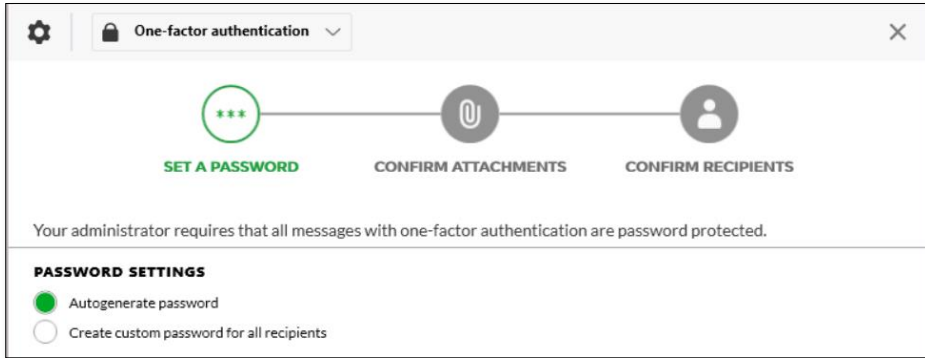 One-factor authentication
***
SET A PASSWORD CONFIRM ATTACHMENTS CONFIRM RECIPIENTS
Your administrator requires that all messages with one-factor authentication are password protected.
PASSWORD SETTINGS
Autogenerate password
Create custom password for all recipients